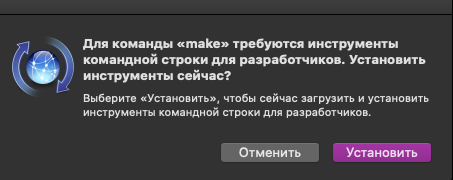 Для команды «make» требуются инструменты
командной строки для разработчиков. Установить
инструменты сейчас?
Выберите «Установить», чтобы сейчас загрузить и установить
инструменты командной строки для разработчиков.
Отменить
Установить